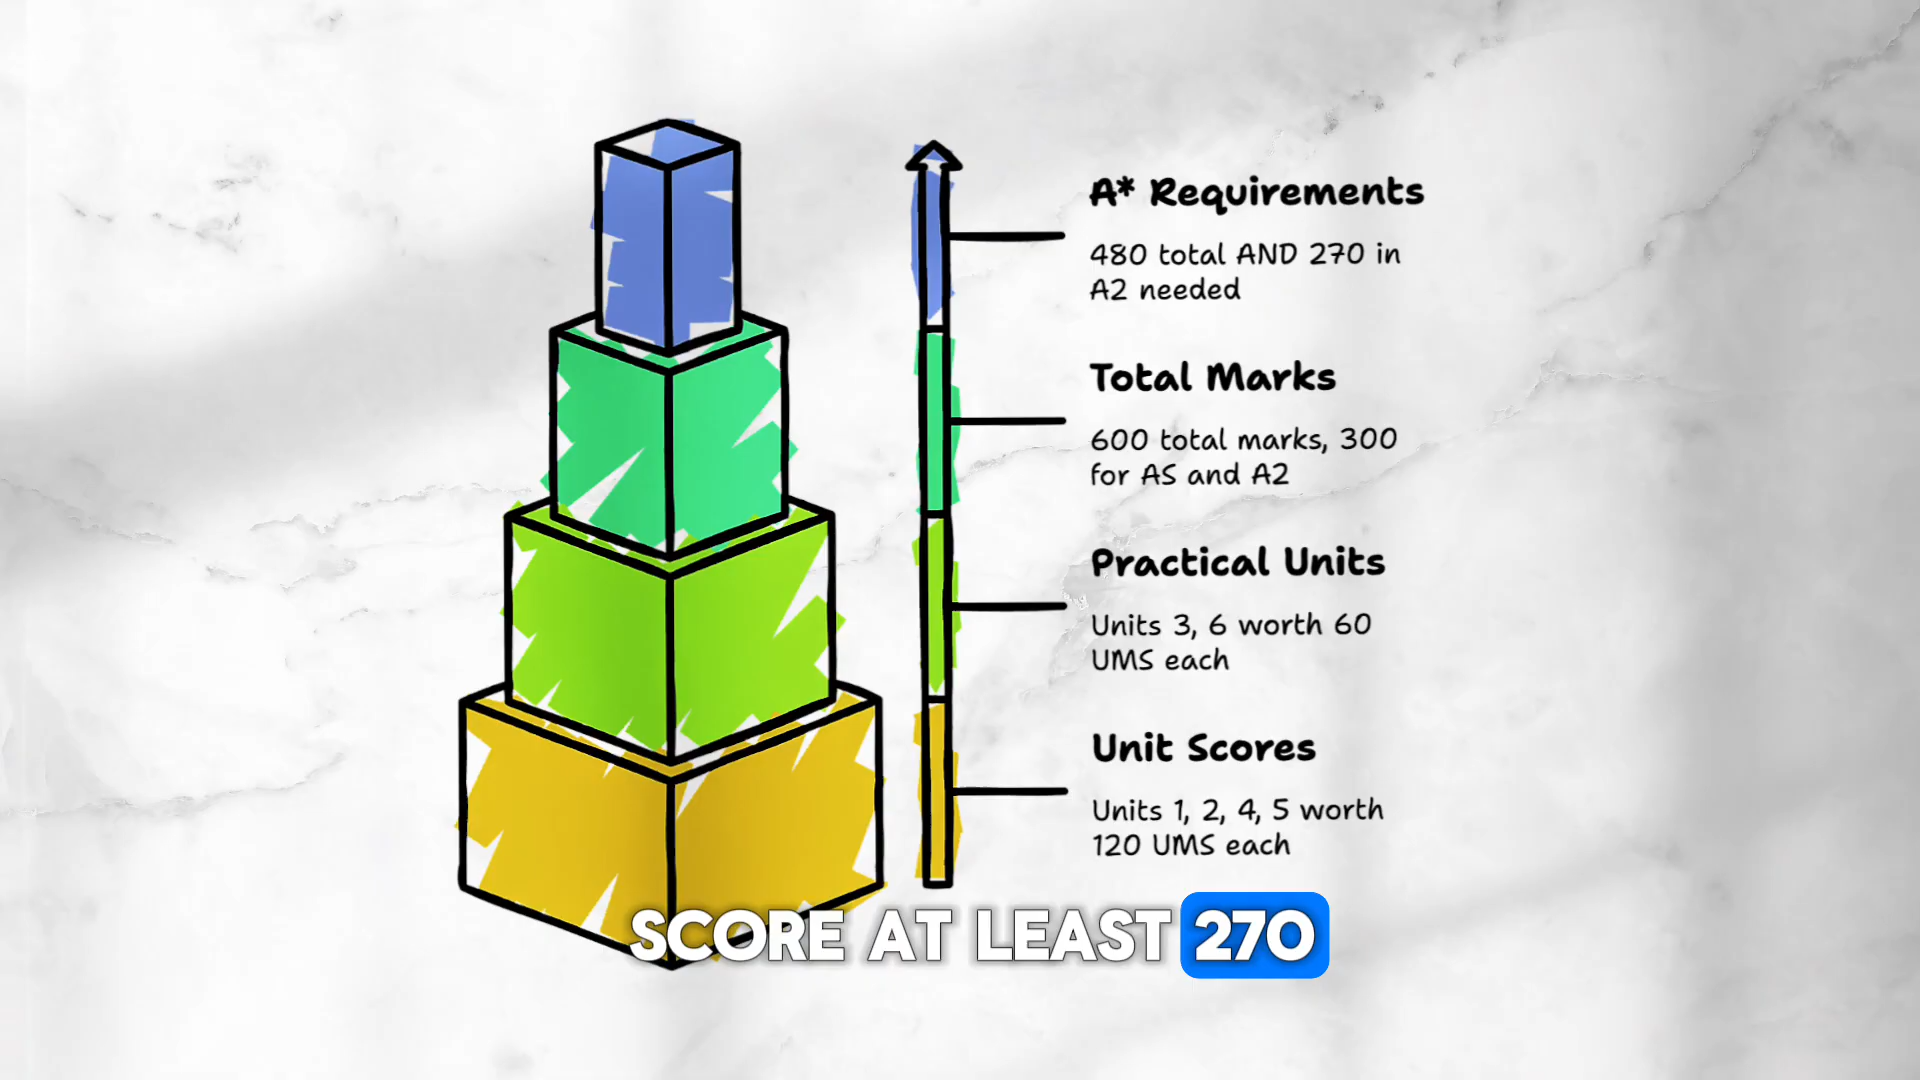 A* Requirements
480 total AND 270 in
A2 needed
Total Marks
600 total marks, 300
for AS and A2
Practical Units
Units 3, 6 worth 60
UMS each
Unit Scores
Units 1, 2, 4, 5 worth
120 UMS each
SCORE AT LEAST 270